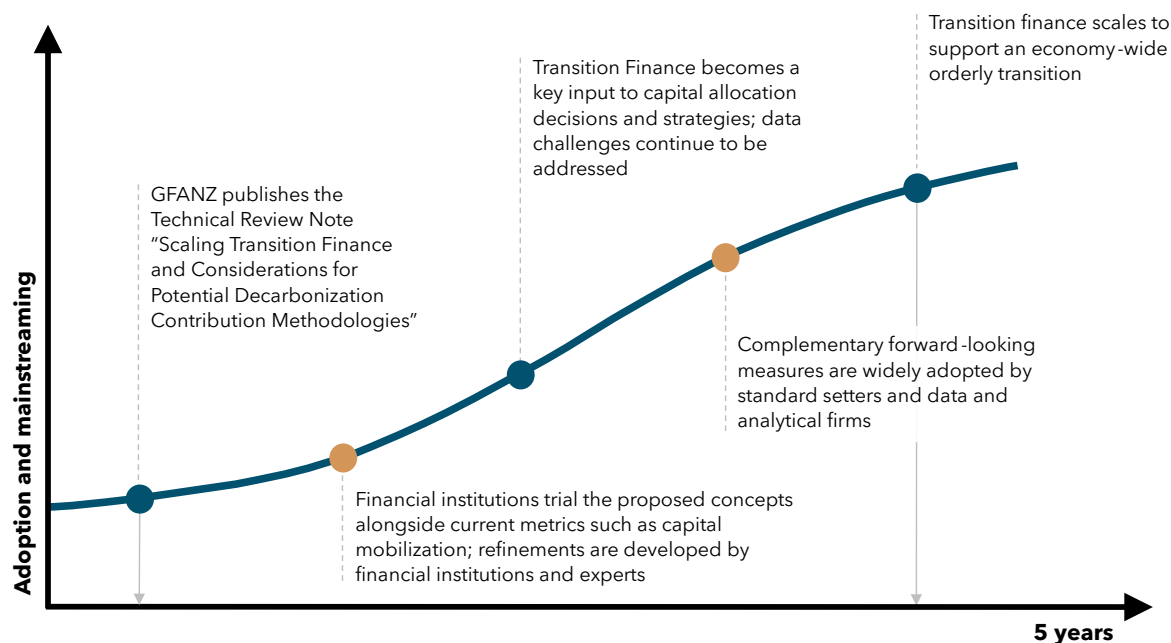 Transition finance scales to
support an economy-wide
orderly transition
Transition Finance becomes a
key input to capital allocation
decisions and strategies; data
challenges continue to be
addressed
GFANZ publishes the
Technical Review Note
"Scaling Transition Finance
and Considerations for
Potential Decarbonization
Contribution Methodologies"
Complementary forward-looking
measures are widely adopted by
standard setters and data and
analytical firms
Financial institutions trial the proposed concepts
alongside current metrics such as capital
mobilization; refinements are developed by
financial institutions and experts
Adoption and mainstreaming
5 years